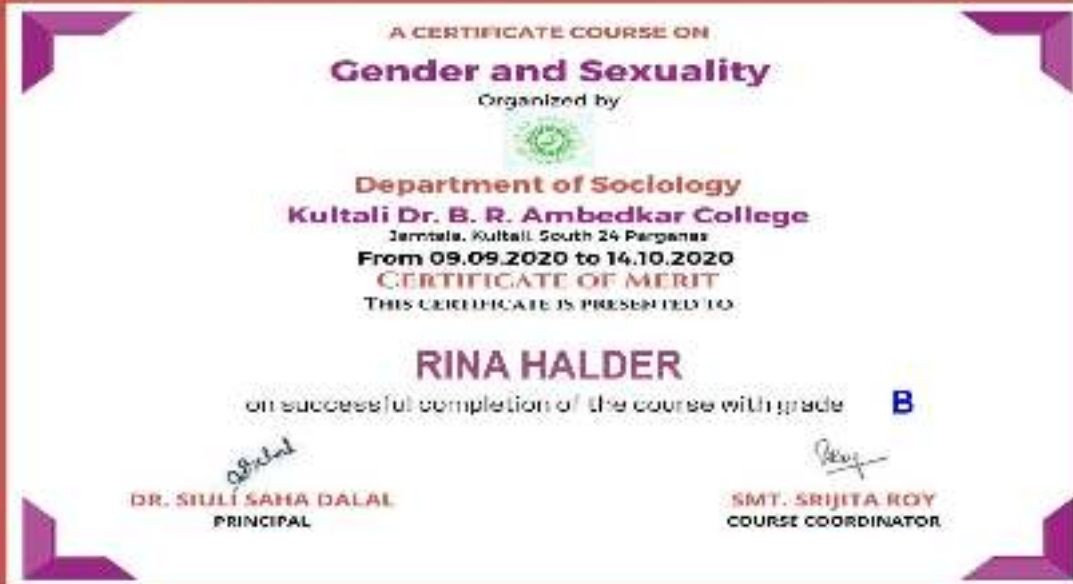 A CERTIFICATE COURSE ON
Gender and Sexuality
Organized by
Department of Sociology
Kultali Dr. B. R. Ambedkar College
Jamtala, Kultali, South 24 Parganas
From 09.09.2020 to 14.10.2020
CERTIFICATE OF MERIT
THIS CERTIFICATE IS PRESENTED TO
RINA HALDER
on successful completion of the course with grade B
DR. SIULI SAHA DALAL
PRINCIPAL
SMT. SRIJITA ROY
COURSE COORDINATOR